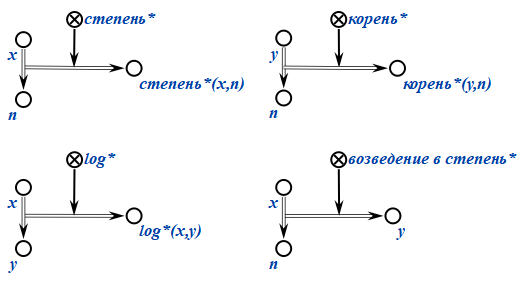 степень*
x
n
степень*(x,n)
корень*
y
n
корень*(y,n)
log*
x
y
log*(x,y)
возведение в степень*
x
n
y